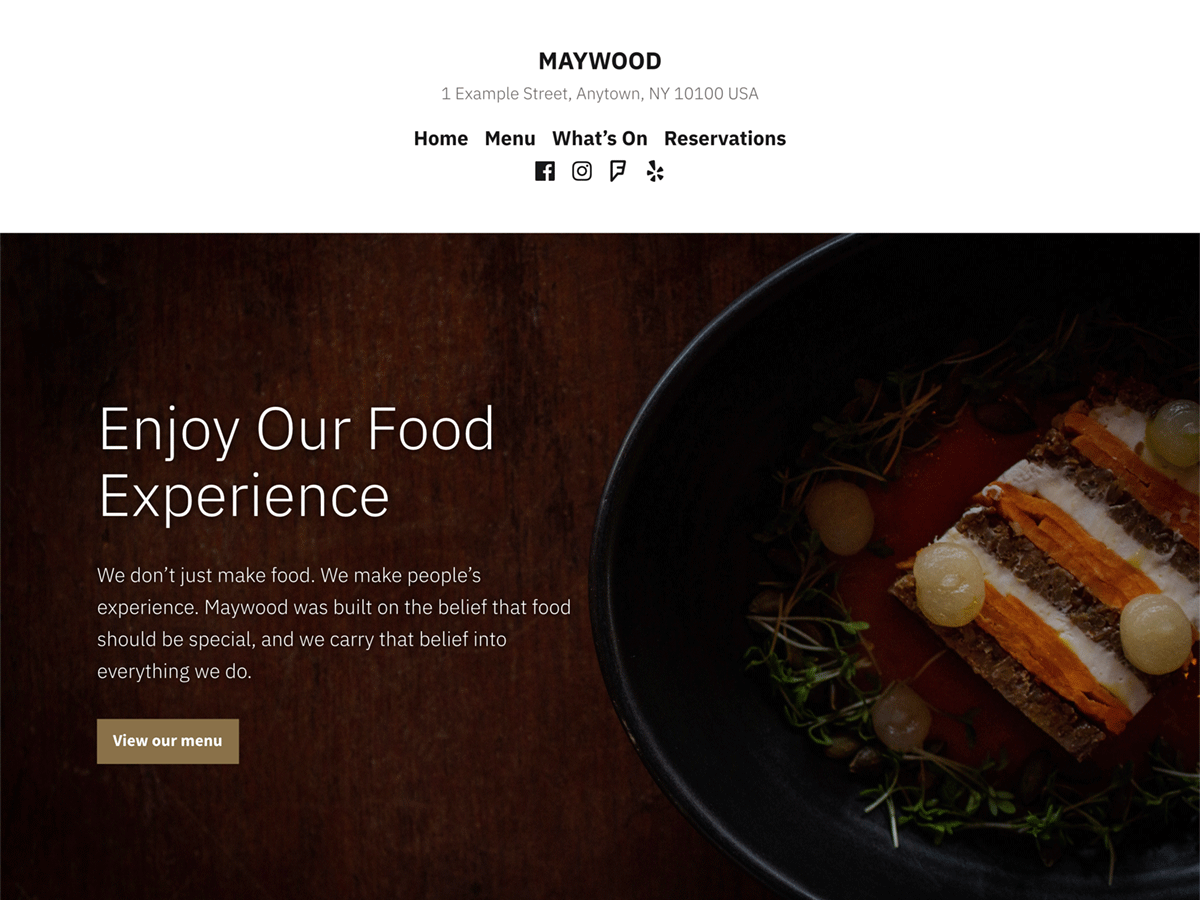 MAYWOOD
1 Example Street, Anytown, NY 10100 USA
Home Menu What’s On Reservations
Enjoy Our Food
Experience
We don’t just make food. We make people’s
experience. Maywood was built on the belief that food
should be special, and we carry that belief into
everything we do.
View our menu